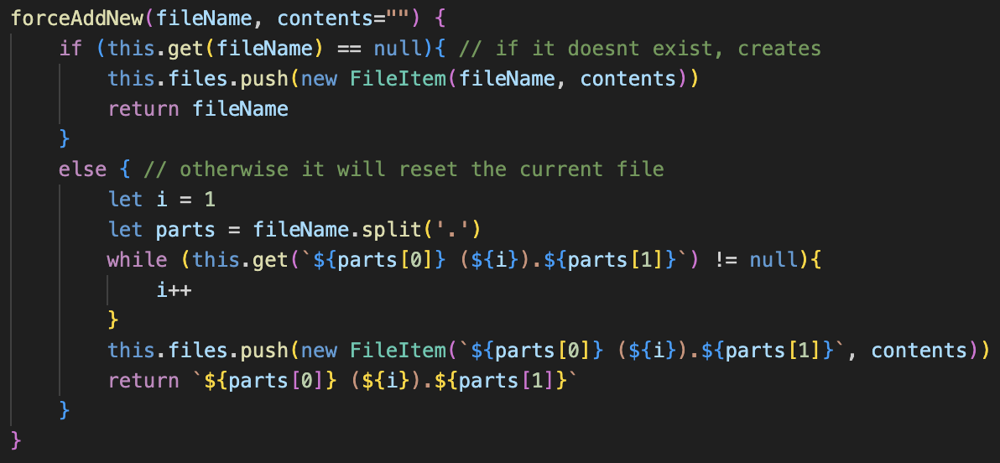 forceAddNew(fileName, contents="") {
    if (this.get(fileName) == null){ // if it doesnt exist, creates
        this.files.push(new FileItem(fileName, contents))
        return fileName
    }
    else { // otherwise it will reset the current file
        let i = 1
        let parts = fileName.split('.')
        while (this.get(`${parts[0]} (${i}).${parts[1]}`) != null){
            i++
        }
        this.files.push(new FileItem(`${parts[0]} (${i}).${parts[1]}`, contents))
        return `${parts[0]} (${i}).${parts[1]}`
    }
}